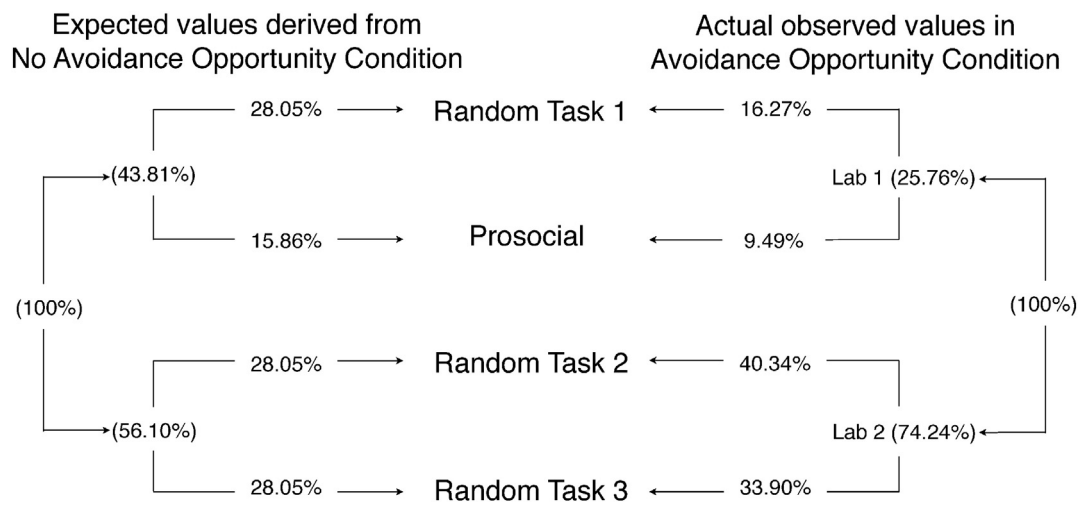 Expected values derived from
No Avoidance Opportunity Condition
Actual observed values in
Avoidance Opportunity Condition
28.05%
Random Task 1
16.27%
(43.81%)
Lab 1 (25.76%)
15.86%
Prosocial
9.49%
(100%)
(100%)
28.05%
Random Task 2
40.34%
(56.10%)
Lab 2 (74.24%)
28.05%
Random Task 3
33.90%